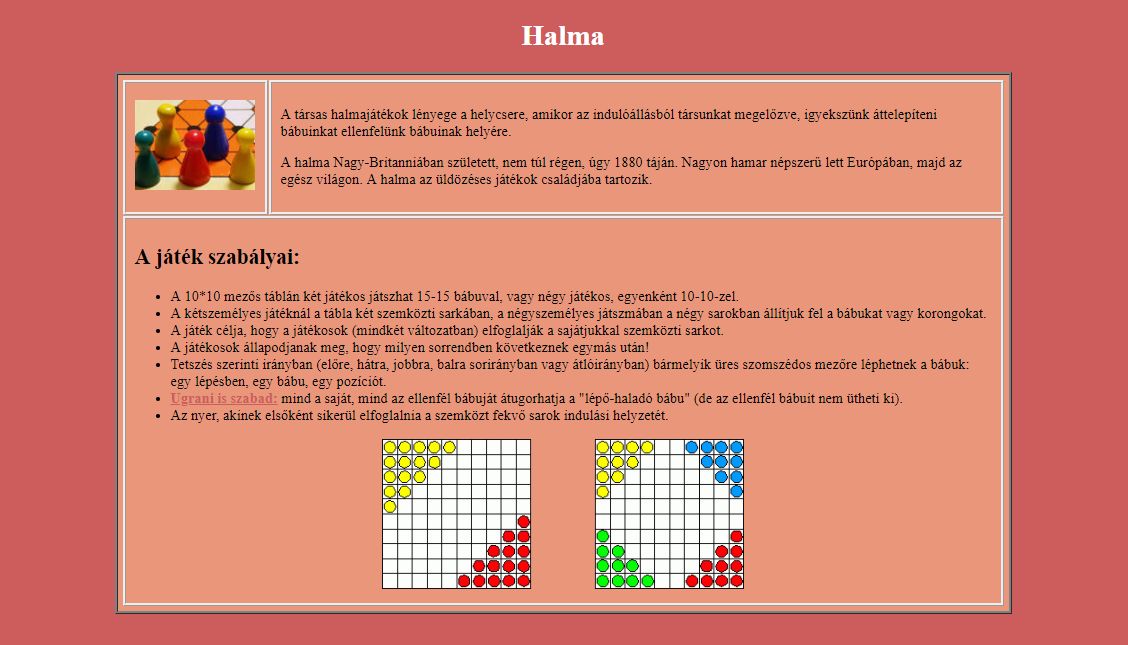 Halma
A társas halmajátékok lényege a helycsere, amikor az indulóállásból társunkat megelőzve, igyekszünk áttelepíteni
bábuinkat ellenfelünk bábuinak helyére.
A halma Nagy-Britanniában született, nem túl régen, úgy 1880 táján. Nagyon hamar népszerű lett Európában, majd az
egész világon. A halma az üldözéses játékok családjába tartozik.
A játék szabályai:
• A 10*10 mezős táblán két játékos játszhat 15-15 bábuval, vagy négy játékos, egyenként 10-10-zel.
• A kétszemélyes játéknál a tábla két szemközti sarkában, a négyszemélyes játszmában a négy sarokban állítjuk fel a bábukat vagy korongokat.
• A játék célja, hogy a játékosok (mindkét változatban) elfoglalják a sajátjukkal szemközti sarkot.
• A játékosok állapodjanak meg, hogy milyen sorrendben következnek egymás után!
• Tetszés szerinti irányban (előre, hátra, jobbra, balra sorirányban vagy átlóirányban) bármelyik üres szomszédos mezőre léphetnek a bábuk:
egy lépésben, egy bábu, egy pozíciót.
• Ugrani is szabad: mind a saját, mind az ellenfél bábuját átugorhatja a "lépő-haladó bábu" (de az ellenfél bábuit nem ütheti ki).
• Az nyer, akinek elsőként sikerül elfoglalnia a szemközt fekvő sarok indulási helyzetét.